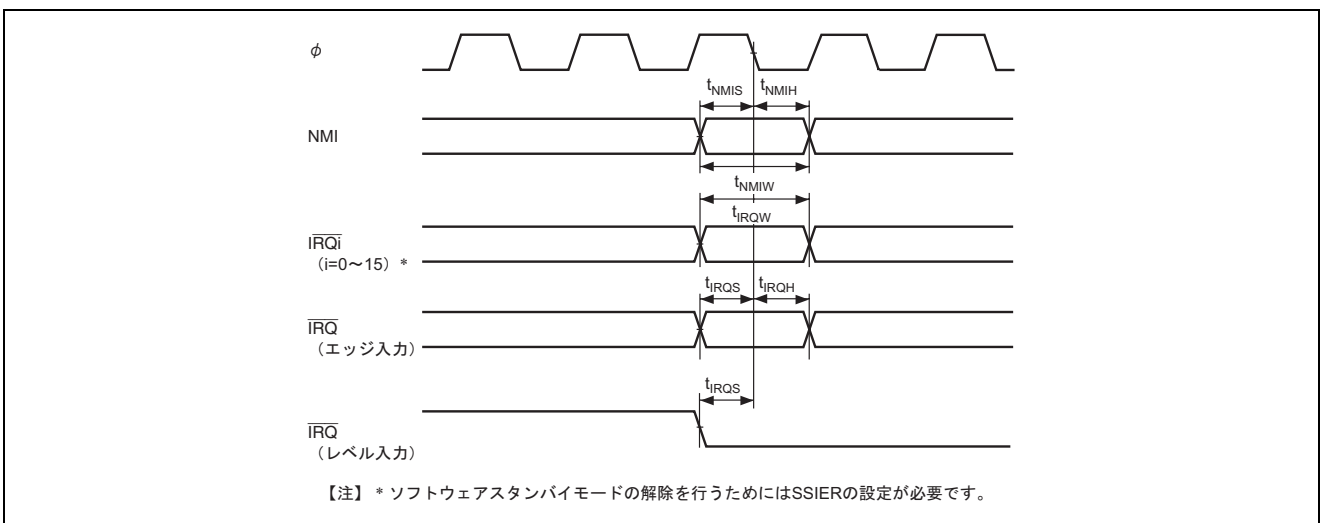 φ
tNMIS tNMIH
NMI
tNMIW
tIRQW
IRQi
（i=0～15）*
tIRQS tIRQH
IRQ
（エッジ入力）
tIRQS
IRQ
（レベル入力）
【注】 * ソフトウェアスタンバイモードの解除を行うためにはSSIERの設定が必要です。